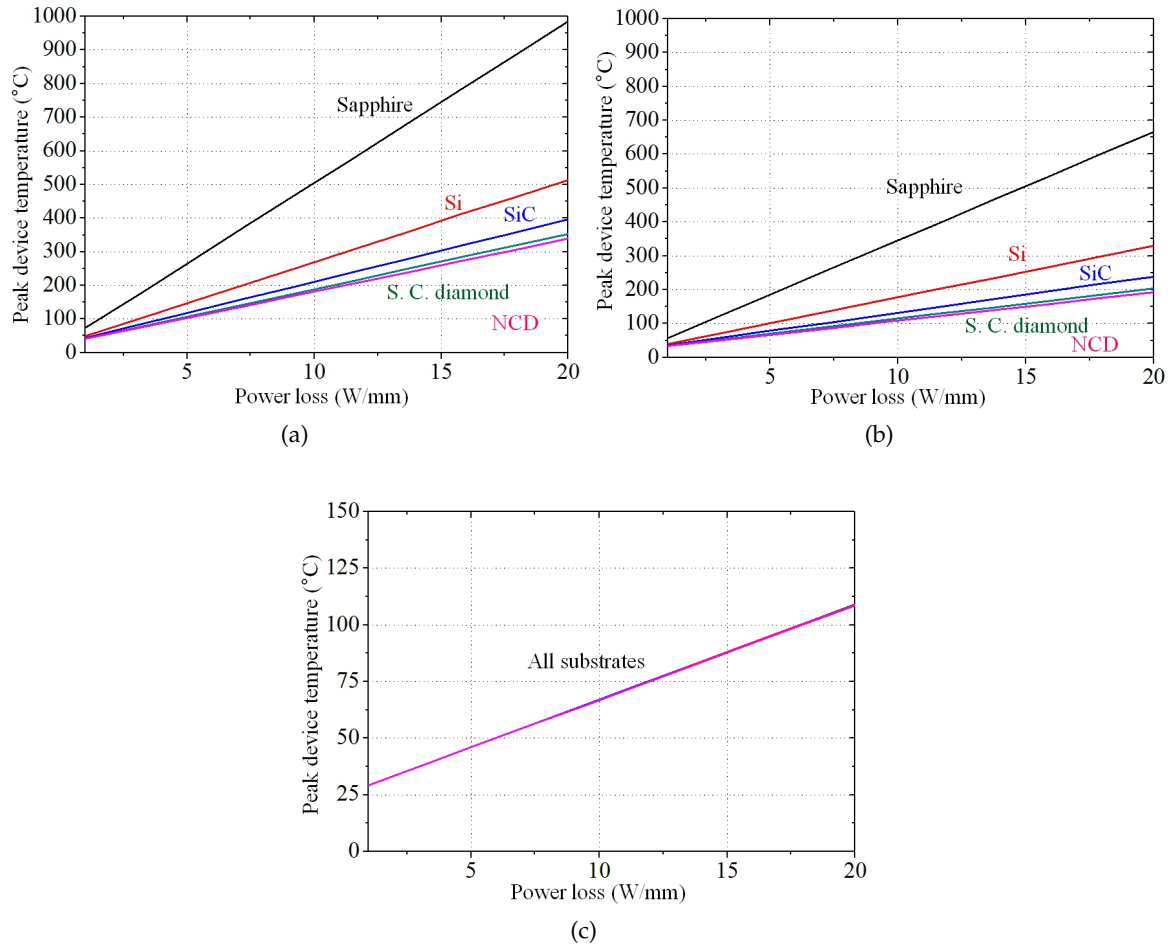 1000
900
800
700
600
500
400
300
200
100
0
Peak device temperature (°C)
Sapphire
Si
SiC
S. C. diamond
NCD
5 10 15 20
Power loss (W/mm)
(a)
1000
900
800
700
600
500
400
300
200
100
0
Peak device temperature (°C)
Sapphire
Si
SiC
S. C. diamond
NCD
5 10 15 20
Power loss (W/mm)
(b)
150
125
100
75
50
25
0
Peak device temperature (°C)
All substrates
5 10 15 20
Power loss (W/mm)
(c)